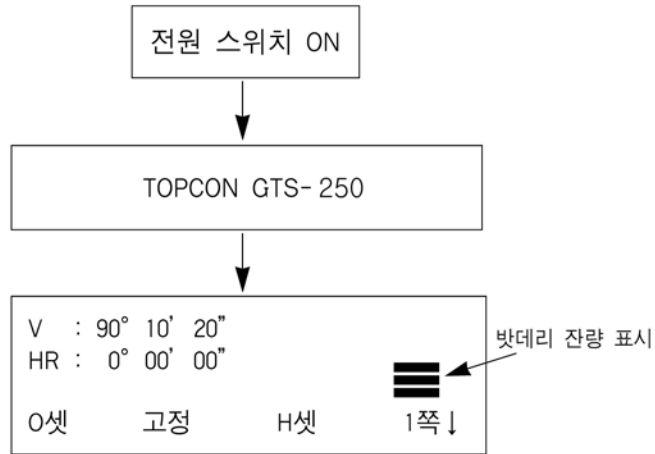 전원 스위치 ON
TOPCON GTS-250
V : 90° 10' 20"
HR : 0° 00' 00"
밧데리 잔량 표시
O셋 고정 H셋 1쪽↓